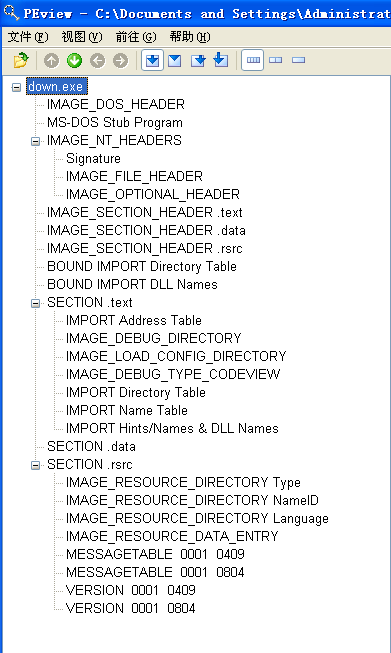 PEview - C:\Documents and Settings\Administrat
文件(F) 视图(V) 前往(G) 帮助(H)
down.exe
IMAGE_DOS_HEADER
MS-DOS Stub Program
IMAGE_NT_HEADERS
Signature
IMAGE_FILE_HEADER
IMAGE_OPTIONAL_HEADER
IMAGE_SECTION_HEADER .text
IMAGE_SECTION_HEADER .data
IMAGE_SECTION_HEADER .rsrc
BOUND IMPORT Directory Table
BOUND IMPORT DLL Names
SECTION .text
IMPORT Address Table
IMAGE_DEBUG_DIRECTORY
IMAGE_LOAD_CONFIG_DIRECTORY
IMAGE_DEBUG_TYPE_CODEVIEW
IMPORT Directory Table
IMPORT Name Table
IMPORT Hints/Names & DLL Names
SECTION .data
SECTION .rsrc
IMAGE_RESOURCE_DIRECTORY Type
IMAGE_RESOURCE_DIRECTORY NameID
IMAGE_RESOURCE_DIRECTORY Language
IMAGE_RESOURCE_DATA_ENTRY
MESSAGETABLE 0001 0409
MESSAGETABLE 0001 0804
VERSION 0001 0409
VERSION 0001 0804